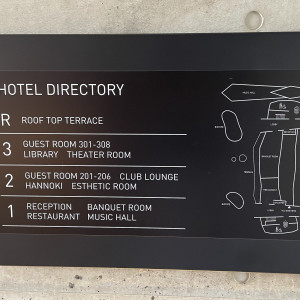 HOTEL DIRECTORY
R ROOF TOP TERRACE
3 GUEST ROOM 301-308
LIBRARY THEATER ROOM
2 GUEST ROOM 201-206 CLUB LOUNGE
HANNOKI ESTHETIC ROOM
1 RECEPTION BANQUET ROOM
RESTAURANT MUSIC HALL